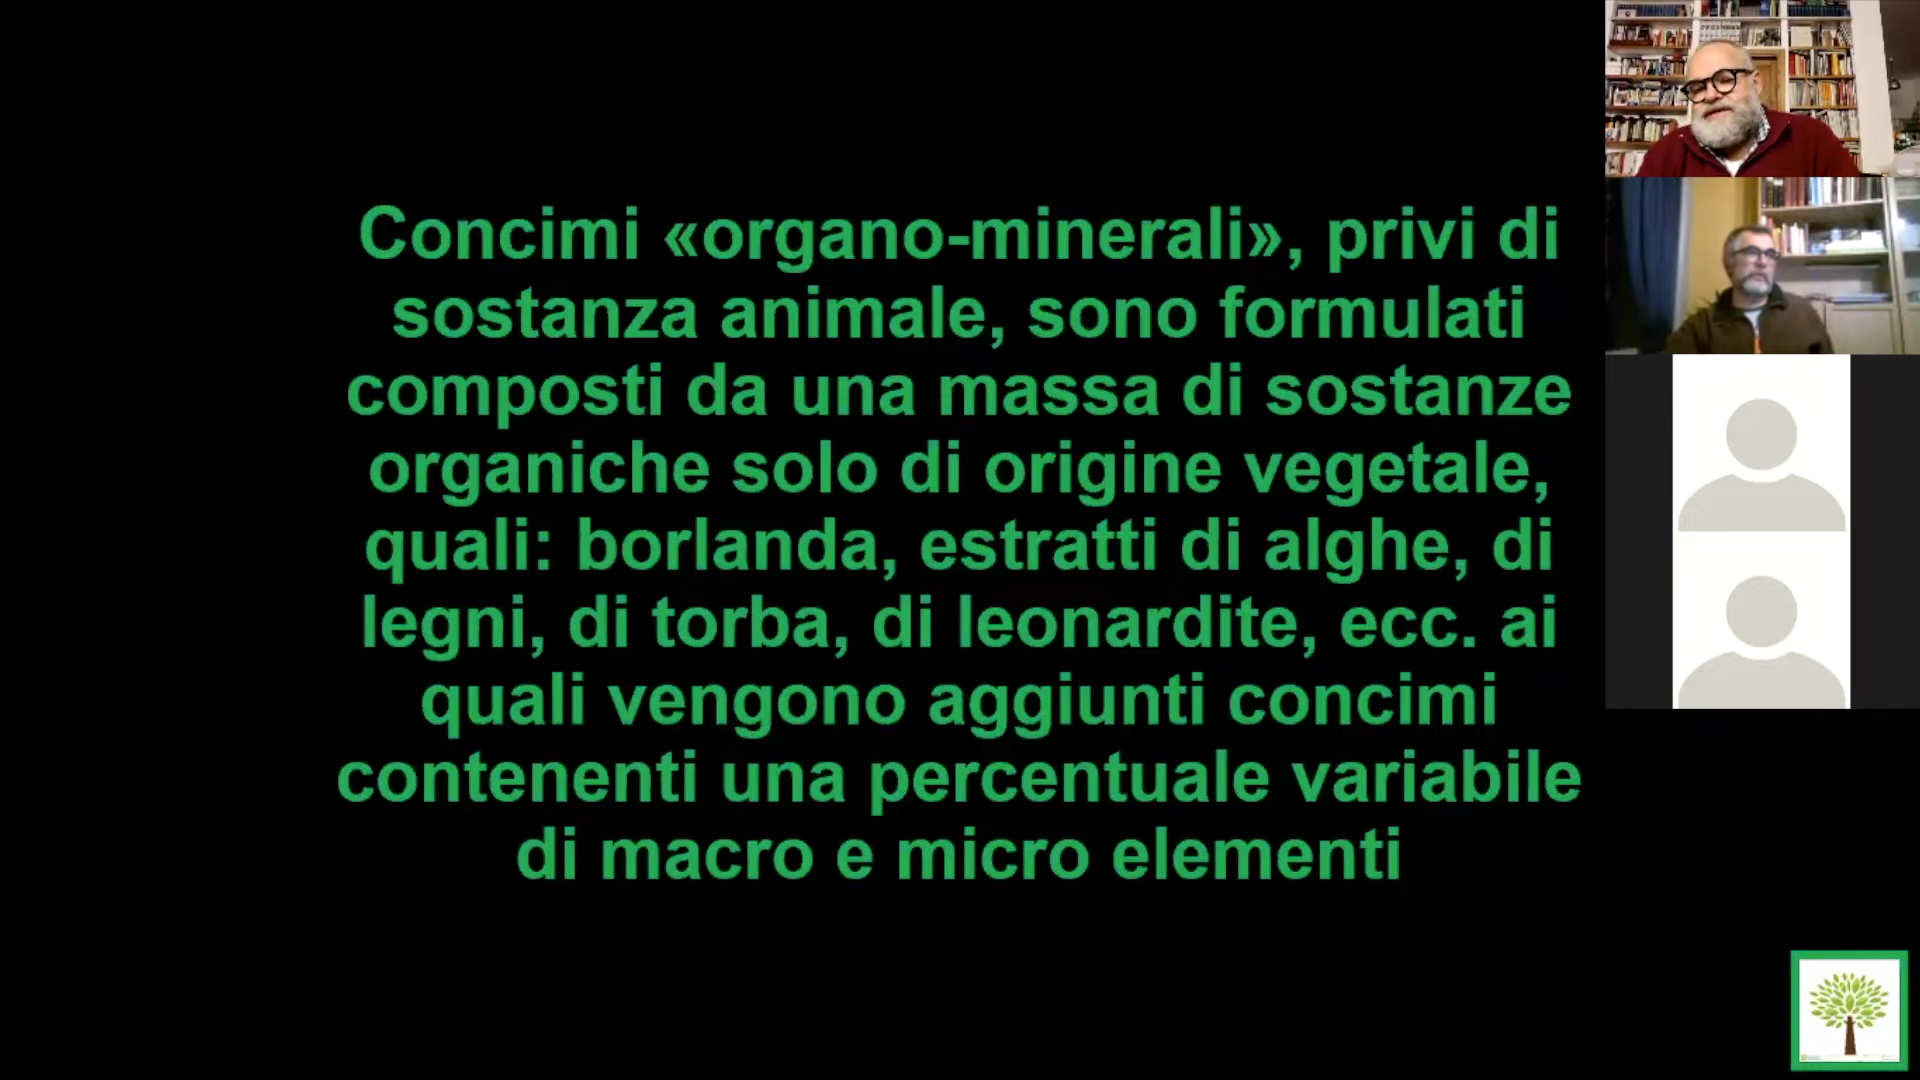 Concimi «organo-minerali», privi di
sostanza animale, sono formulati
composti da una massa di sostanze
organiche solo di origine vegetale,
quali: borlanda, estratti di alghe, di
legni, di torba, di leonardite, ecc. ai
quali vengono aggiunti concimi
contenenti una percentuale variabile
di macro e micro elementi